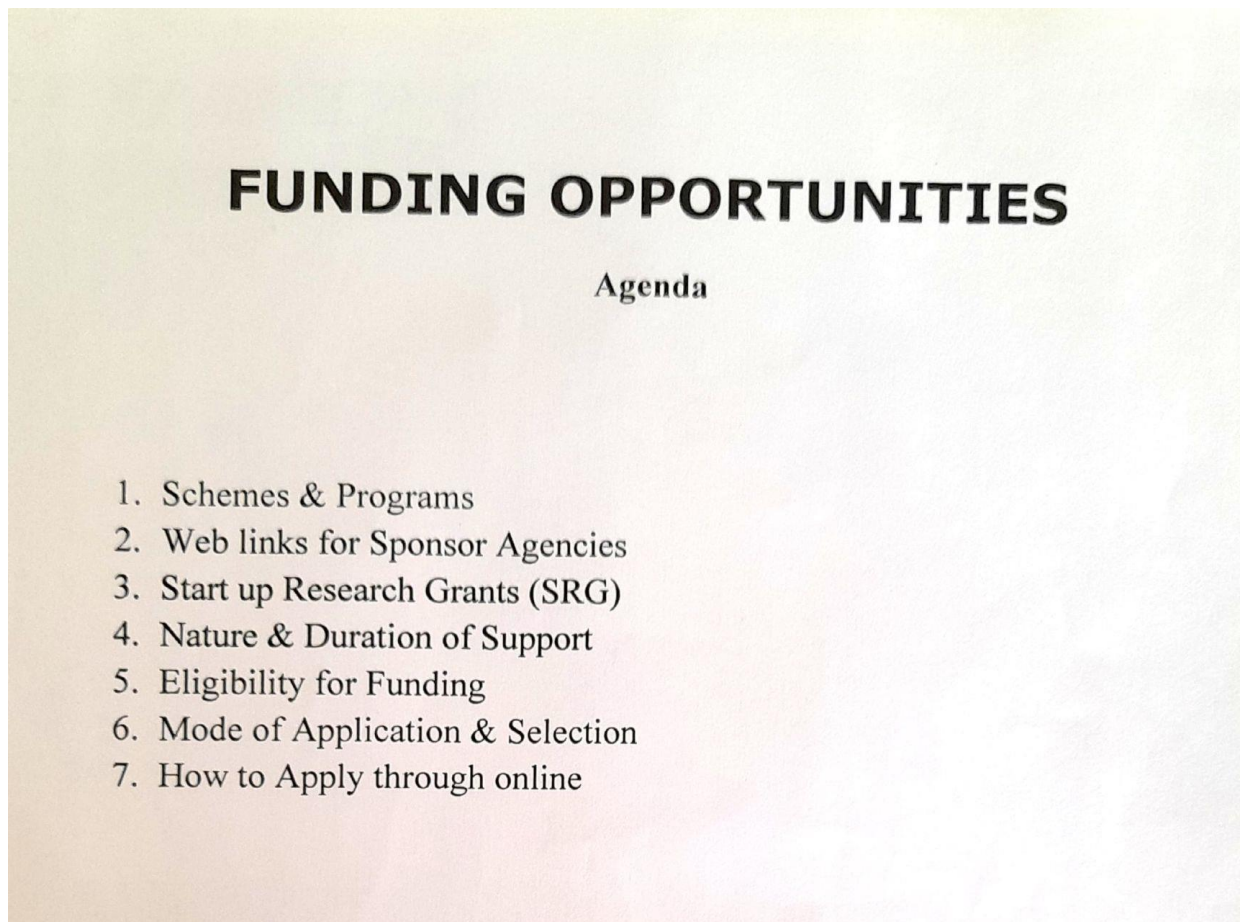 FUNDING OPPORTUNITIES
Agenda
1. Schemes & Programs
2. Web links for Sponsor Agencies
3. Start up Research Grants (SRG)
4. Nature & Duration of Support
5. Eligibility for Funding
6. Mode of Application & Selection
7. How to Apply through online